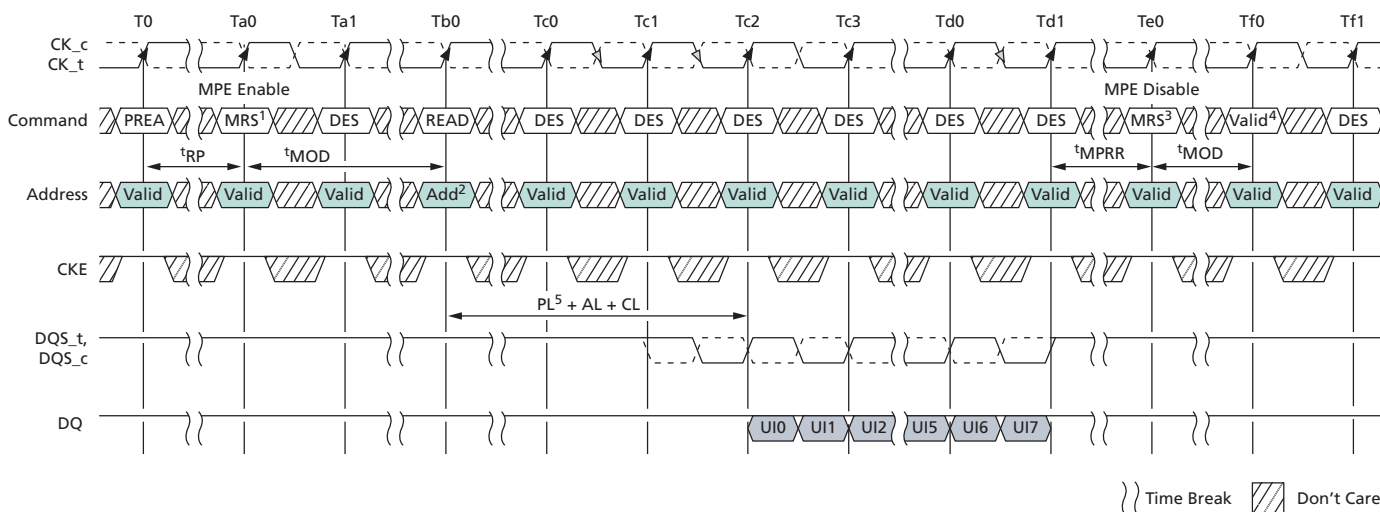 T0 Ta0 Ta1 Tb0 Tc0 Tc1 Tc2 Tc3 Td0 Td1 Te0 Tf0 Tf1
CK_c
CK_t
MPE Enable MPE Disable
Command PREA MRS¹ DES READ DES DES DES DES DES DES MRS³ Valid⁴ DES
tRP tMOD tMPRR tMOD
Address Valid Valid Valid Add² Valid Valid Valid Valid Valid Valid Valid Valid Valid
CKE
PL⁵ + AL + CL
DQS_t,
DQS_c
DQ UI0 UI1 UI2 UI5 UI6 UI7
Time Break Don't Care